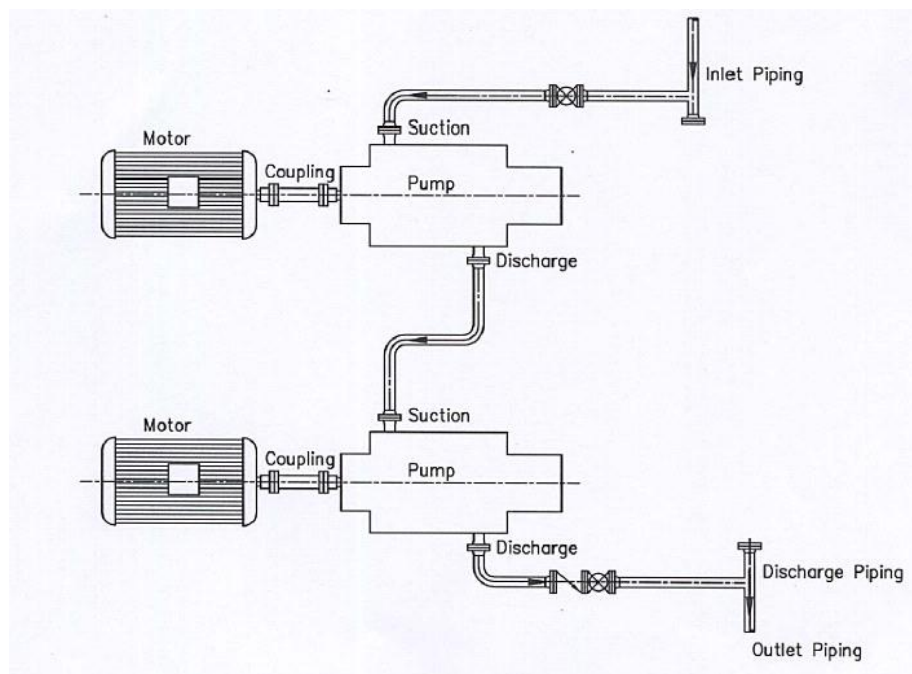 Inlet Piping
Suction
Motor
Coupling
Pump
Discharge
Suction
Motor
Coupling
Pump
Discharge
Discharge Piping
Outlet Piping